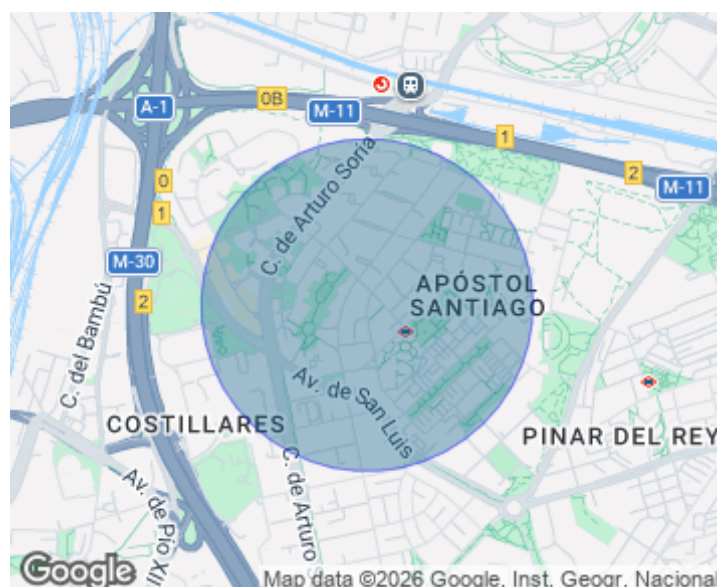 0B
A-1
M-11
1
2
M-11
C. de Arturo Soria
0
1
M-30
2
C. del Bambú
APÓSTOL
SANTIAGO
Av. de San Luis
COSTILLARES
PINAR DEL REY
C. de Arturo S
Av. de Pío XII
Google
Map data ©2026 Google, Inst. Geogr. Nacional